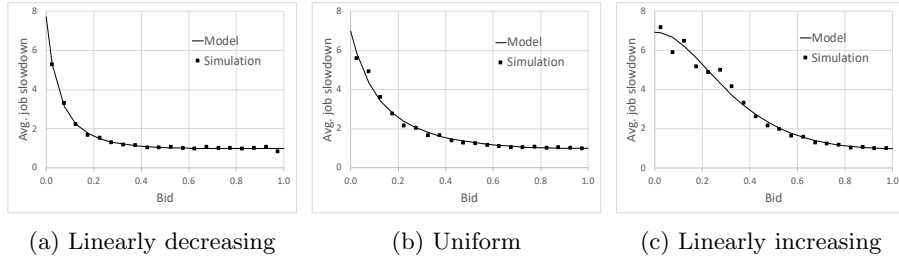 8
6
4
2
0
Avg. job slowdown
Model
Simulation
0.0 0.2 0.4 0.6 0.8 1.0
Bid
(a) Linearly decreasing
8
6
4
2
0
Avg. job slowdown
Model
Simulation
0.0 0.2 0.4 0.6 0.8 1.0
Bid
(b) Uniform
8
6
4
2
0
Avg. job slowdown
Model
Simulation
0.0 0.2 0.4 0.6 0.8 1.0
Bid
(c) Linearly increasing